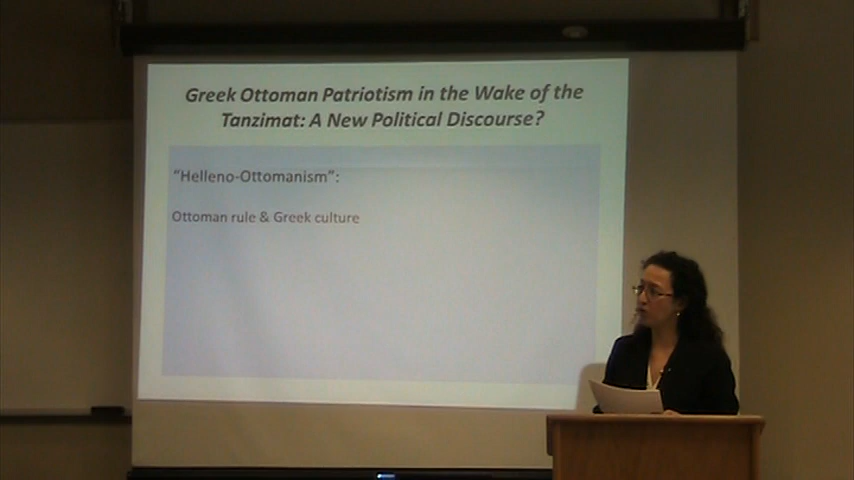 Greek Ottoman Patriotism in the Wake of the
Tanzimat: A New Political Discourse?
“Helleno-Ottomanism”:
Ottoman rule & Greek culture